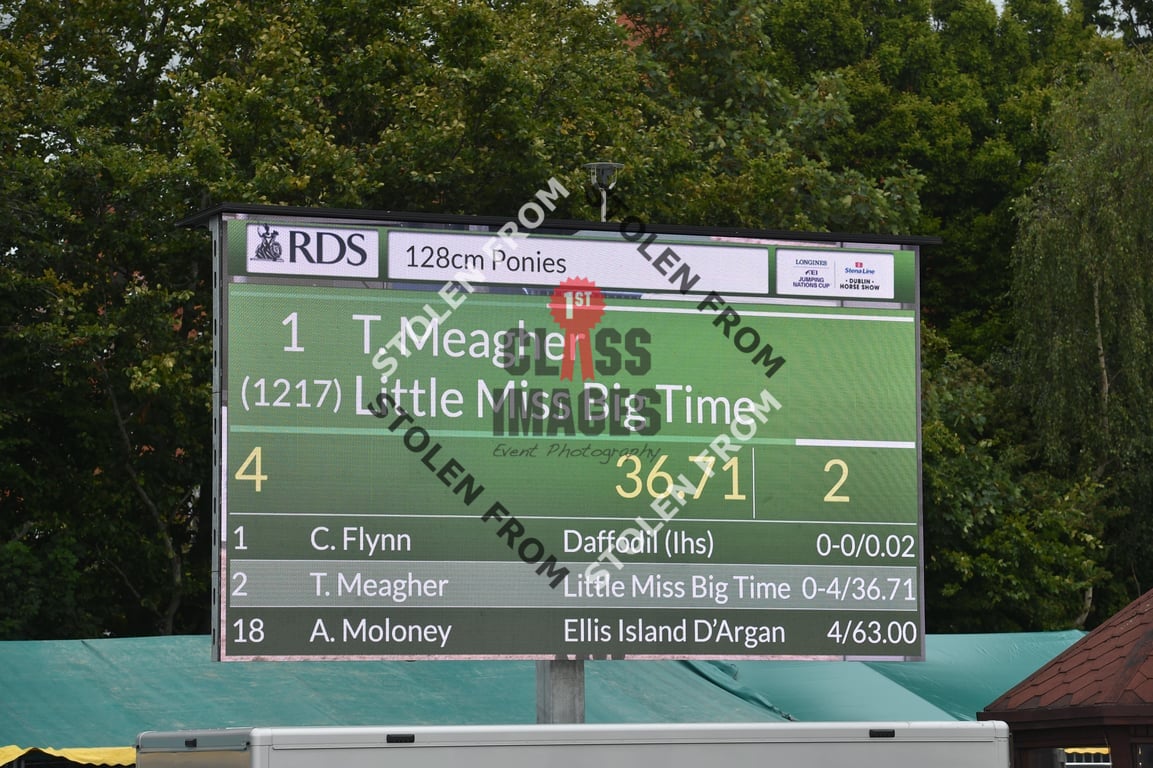 RDS
128cm Ponies
LONGINES
FEI
JUMPING
NATIONS CUP
StenaLine
· DUBLIN ·
HORSE SHOW
1 T. Meagher
(1217) Little Miss Big Time
4 36.71 2
1 C. Flynn Daffodil (Ihs) 0-0/0.02
2 T. Meagher Little Miss Big Time 0-4/36.71
18 A. Moloney Ellis Island D'Argan 4/63.00
STOLEN FROM
STOLEN FROM
STOLEN FROM
STOLEN FROM
1ST
CLASS
IMAGES
Event Photography